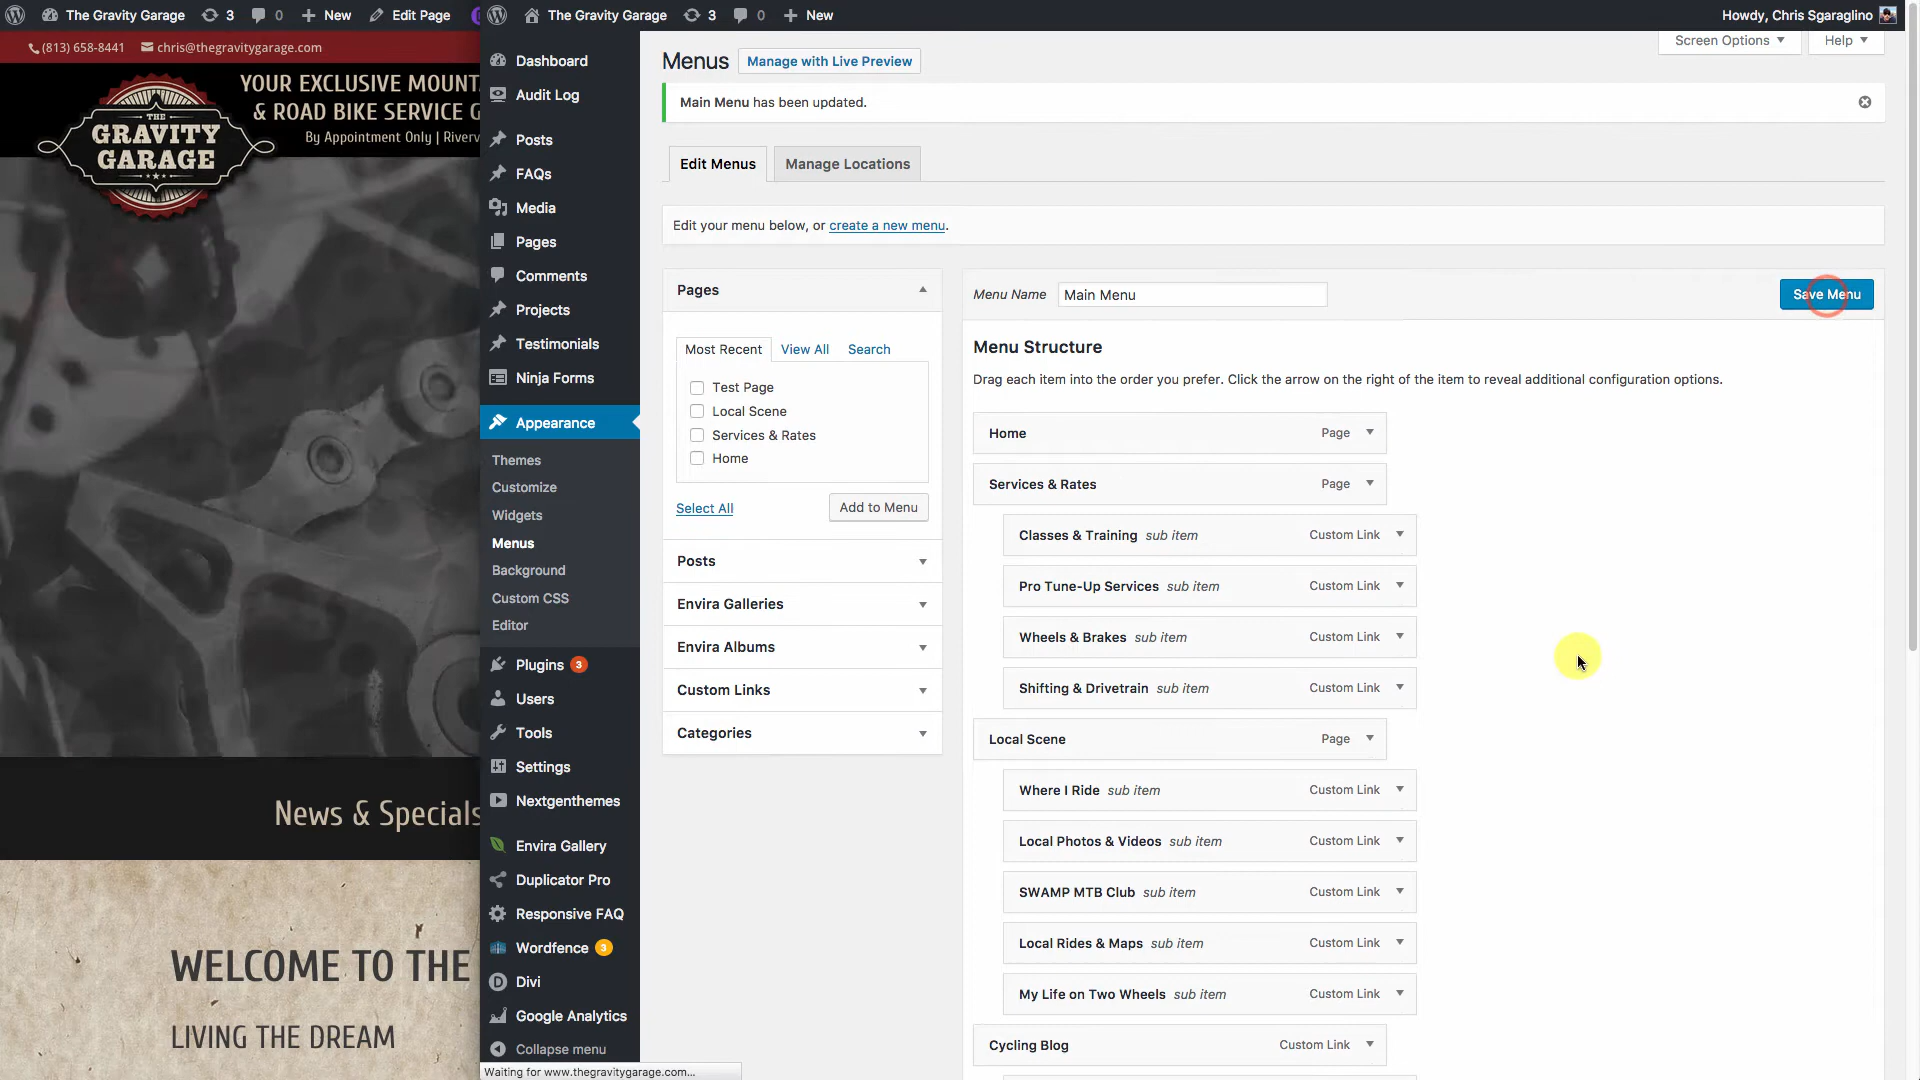 The Gravity Garage 3 0 New Edit Page
(813) 658-8441 chris@thegravitygarage.com
YOUR EXCLUSIVE MOUNT
& ROAD BIKE SERVICE G
By Appointment Only | Riverv
THE
GRAVITY
GARAGE
News & Specials
WELCOME TO THE
LIVING THE DREAM
The Gravity Garage 3 0 New
Howdy, Chris Sgaraglino
Dashboard
Audit Log
Posts
FAQs
Media
Pages
Comments
Projects
Testimonials
Ninja Forms
Appearance
Themes
Customize
Widgets
Menus
Background
Custom CSS
Editor
Plugins 3
Users
Tools
Settings
Nextgenthemes
Envira Gallery
Duplicator Pro
Responsive FAQ
Wordfence 3
Divi
Google Analytics
Collapse menu
Waiting for www.thegravitygarage.com...
Screen Options Help
Menus Manage with Live Preview
Main Menu has been updated.
Edit Menus Manage Locations
Edit your menu below, or create a new menu.
Pages
Most Recent View All Search
Test Page
Local Scene
Services & Rates
Home
Select All Add to Menu
Posts
Envira Galleries
Envira Albums
Custom Links
Categories
Menu Name Main Menu Save Menu
Menu Structure
Drag each item into the order you prefer. Click the arrow on the right of the item to reveal additional configuration options.
Home Page
Services & Rates Page
Classes & Training sub item Custom Link
Pro Tune-Up Services sub item Custom Link
Wheels & Brakes sub item Custom Link
Shifting & Drivetrain sub item Custom Link
Local Scene Page
Where I Ride sub item Custom Link
Local Photos & Videos sub item Custom Link
SWAMP MTB Club sub item Custom Link
Local Rides & Maps sub item Custom Link
My Life on Two Wheels sub item Custom Link
Cycling Blog Custom Link